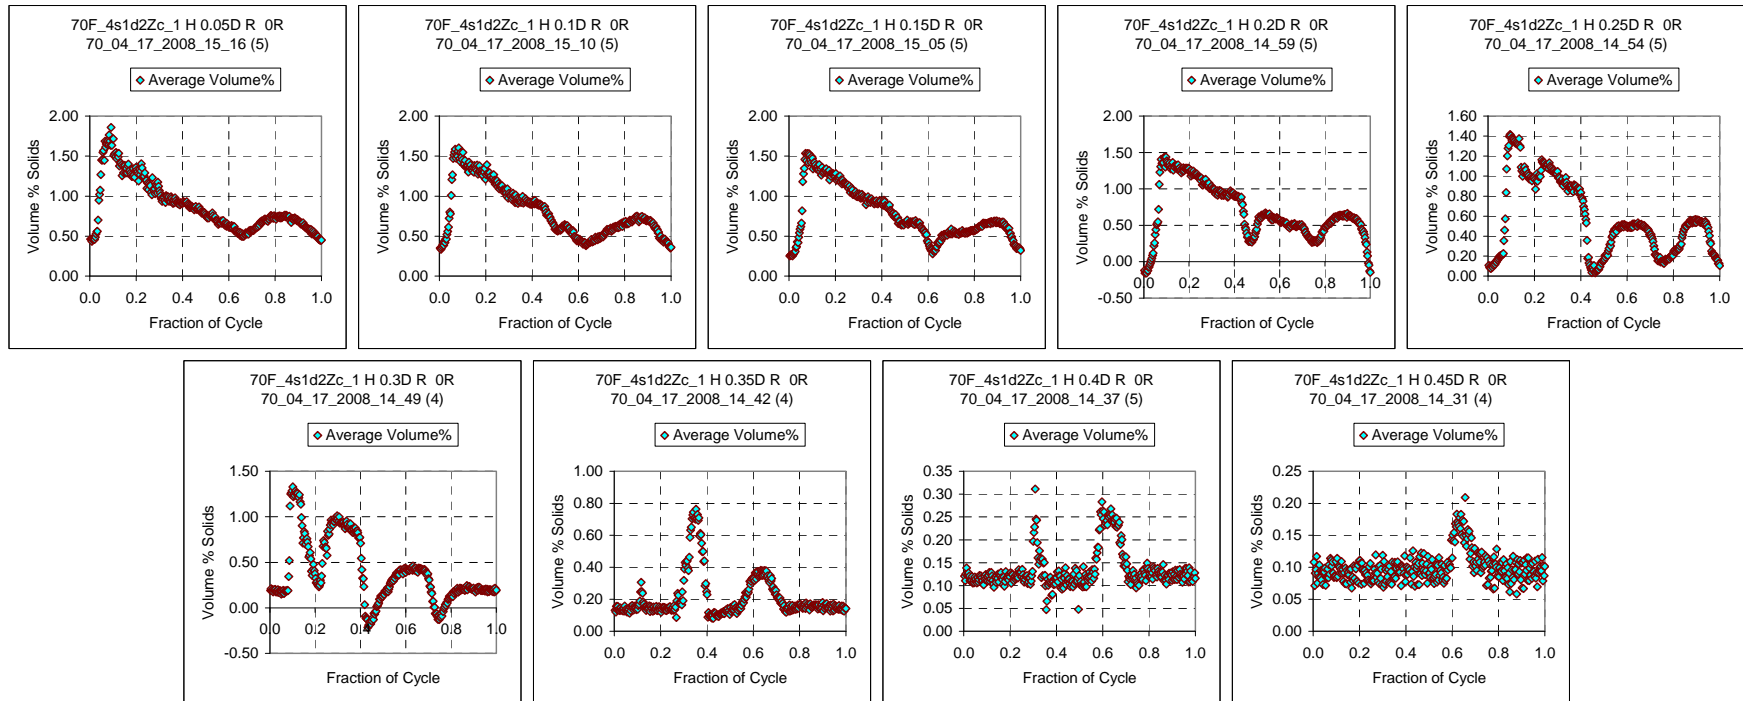 70F_4s1d2Zc_1 H 0.05D R  0R
70_04_17_2008_15_16 (5)
Average Volume%
2.00
1.50
1.00
0.50
0.00
Volume % Solids
0.0 0.2 0.4 0.6 0.8 1.0
Fraction of Cycle
70F_4s1d2Zc_1 H 0.1D R  0R
70_04_17_2008_15_10 (5)
Average Volume%
2.00
1.50
1.00
0.50
0.00
Volume % Solids
0.0 0.2 0.4 0.6 0.8 1.0
Fraction of Cycle
70F_4s1d2Zc_1 H 0.15D R  0R
70_04_17_2008_15_05 (5)
Average Volume%
2.00
1.50
1.00
0.50
0.00
Volume % Solids
0.0 0.2 0.4 0.6 0.8 1.0
Fraction of Cycle
70F_4s1d2Zc_1 H 0.2D R  0R
70_04_17_2008_14_59 (5)
Average Volume%
2.00
1.50
1.00
0.50
0.00
-0.50
Volume % Solids
0.0 0.2 0.4 0.6 0.8 1.0
Fraction of Cycle
70F_4s1d2Zc_1 H 0.25D R  0R
70_04_17_2008_14_54 (5)
Average Volume%
1.60
1.40
1.20
1.00
0.80
0.60
0.40
0.20
0.00
Volume % Solids
0.0 0.2 0.4 0.6 0.8 1.0
Fraction of Cycle
70F_4s1d2Zc_1 H 0.3D R  0R
70_04_17_2008_14_49 (4)
Average Volume%
1.50
1.00
0.50
0.00
-0.50
Volume % Solids
0.0 0.2 0.4 0.6 0.8 1.0
Fraction of Cycle
70F_4s1d2Zc_1 H 0.35D R  0R
70_04_17_2008_14_42 (4)
Average Volume%
1.00
0.80
0.60
0.40
0.20
0.00
Volume % Solids
0.0 0.2 0.4 0.6 0.8 1.0
Fraction of Cycle
70F_4s1d2Zc_1 H 0.4D R  0R
70_04_17_2008_14_37 (5)
Average Volume%
0.35
0.30
0.25
0.20
0.15
0.10
0.05
0.00
Volume % Solids
0.0 0.2 0.4 0.6 0.8 1.0
Fraction of Cycle
70F_4s1d2Zc_1 H 0.45D R  0R
70_04_17_2008_14_31 (4)
Average Volume%
0.25
0.20
0.15
0.10
0.05
0.00
Volume % Solids
0.0 0.2 0.4 0.6 0.8 1.0
Fraction of Cycle